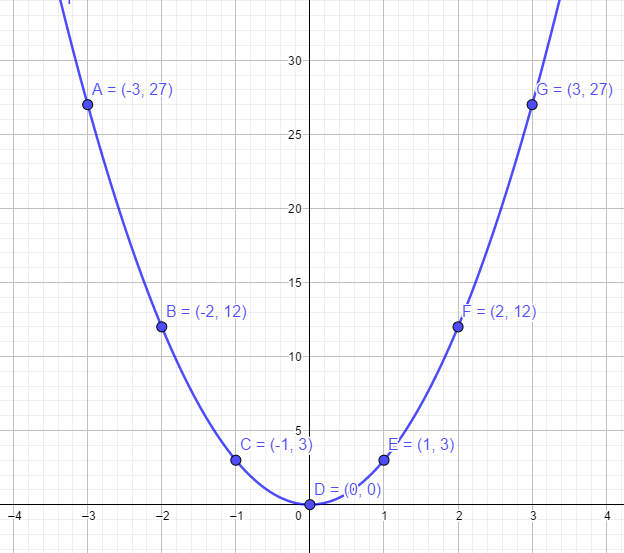 30
A = (-3, 27)
G = (3, 27)
25
20
15
B = (-2, 12)
F = (2, 12)
10
5
C = (-1, 3)
E = (1, 3)
D = (0, 0)
−4 −3 −2 −1 0 1 2 3 4